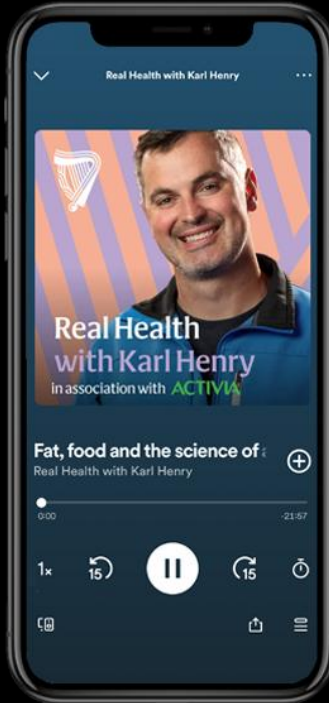 Real Health with Karl Henry
Real Health
with Karl Henry
in association with ACTIVIA
Fat, food and the science of
Real Health with Karl Henry
0:00 -21:57
1x 15 15